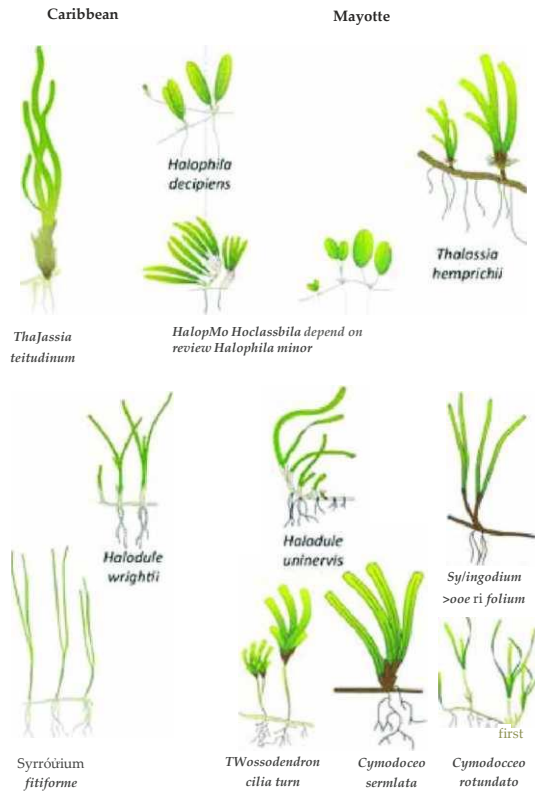 Caribbean
Mayotte
Halophila
decipiens
Thalassia
hemprichii
ThaJassia
teitudinum
HalopMo Hoclassbila depend on
review Halophila minor
Halodule
wrightii
Halodule
uninervis
Sy/ingodium
>ooe ri folium
first
Syrróúrium
fitiforme
TWossodendron
cilia turn
Cymodoceo
sermlata
Cymodocceo
rotundato